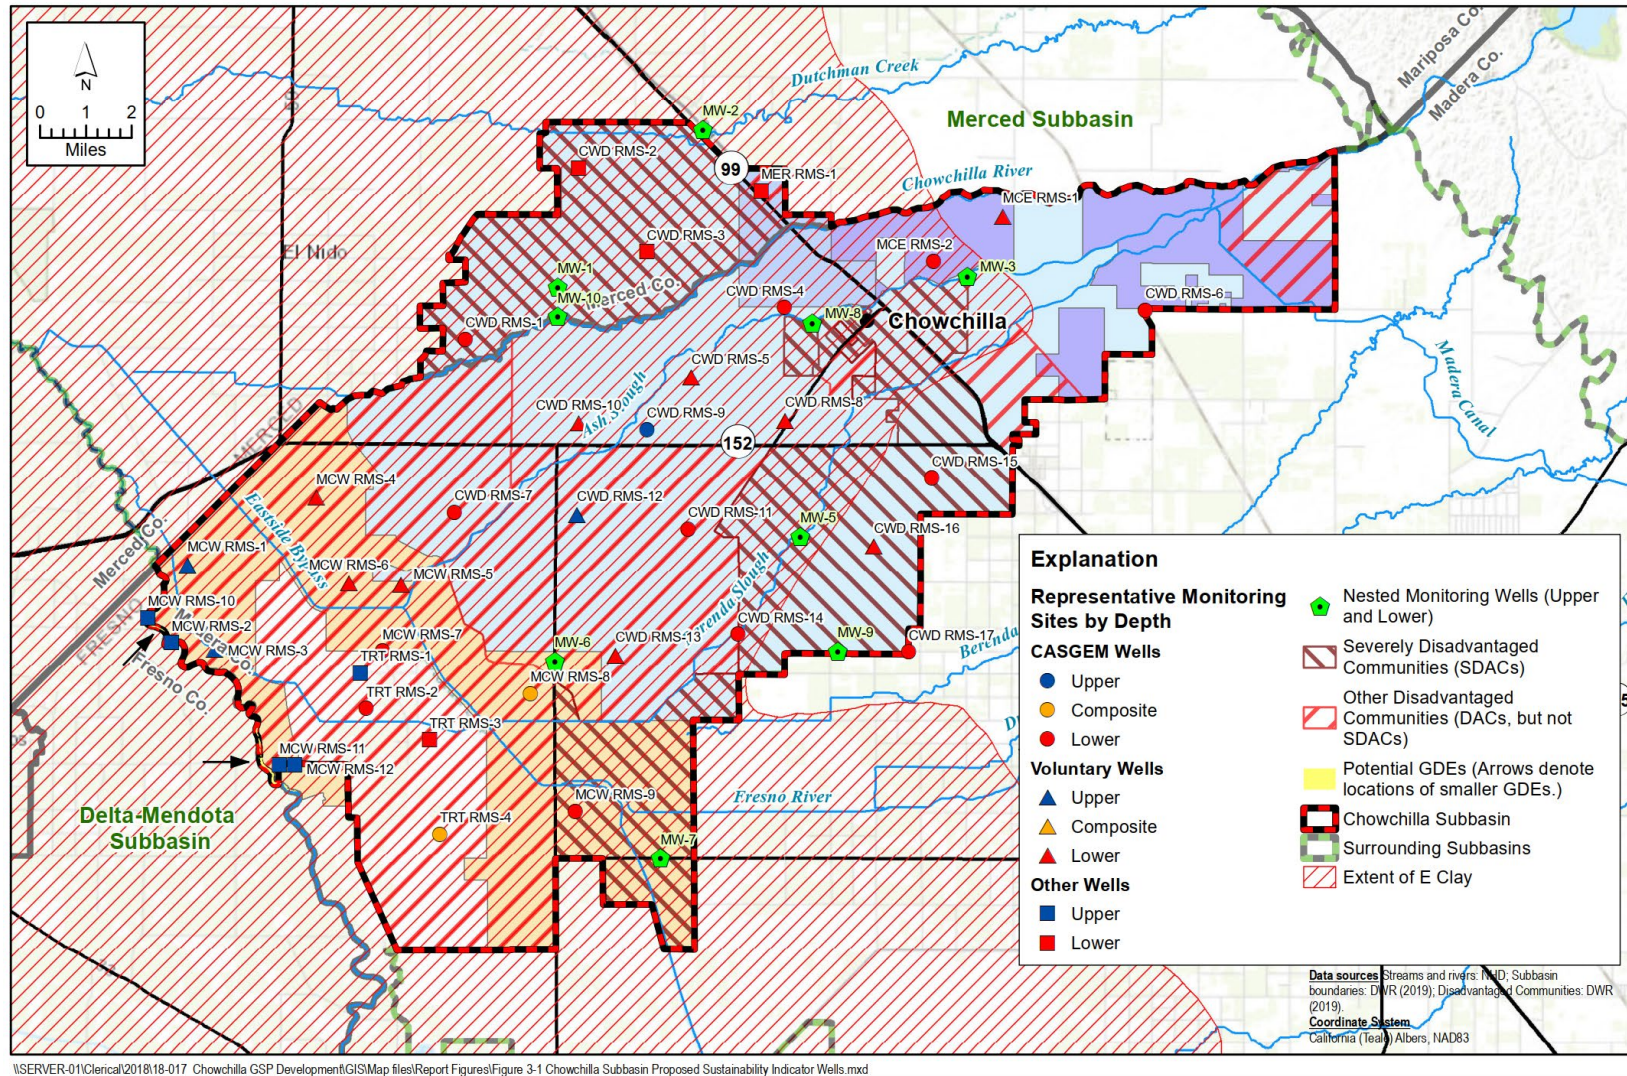 N
0 1 2
Miles
Dutchman Creek
Merced Subbasin
Mariposa Co.
Madera Co.
MW-2
CWD RMS-2
99
MER RMS-1
Chowchilla River
MCE RMS-1
El Nido
CWD RMS-3
MCE RMS-2
MW-3
MW-1
MW-10
Merced Co.
CWD RMS-4
CWD RMS-6
CWD RMS-1
MW-8
Chowchilla
CWD RMS-5
Madera Canal
Ash Slough
CWD RMS-10
CWD RMS-9
CWD RMS-8
MERCED
152
MCW RMS-4
CWD RMS-7
CWD RMS-12
CWD RMS-15
Eastside Bypass
CWD RMS-11
MW-5
CWD RMS-16
Merced Co.
MCW RMS-1
MCW RMS-6
MCW RMS-5
MCW RMS-10
FRESNO
Madera Co.
MCW RMS-2
MCW RMS-3
Fresno Co.
MCW RMS-7
TRT RMS-1
TRT RMS-2
TRT RMS-3
MW-6
CWD RMS-13
MCW RMS-8
CWD RMS-14
MW-9
CWD RMS-17
Berenda
MCW RMS-11
MCW RMS-12
Delta-Mendota
Subbasin
TRT RMS-4
MCW RMS-9
Fresno River
MW-7
Explanation
Representative Monitoring
Sites by Depth
CASGEM Wells
Upper
Composite
Lower
Voluntary Wells
Upper
Composite
Lower
Other Wells
Upper
Lower
Nested Monitoring Wells (Upper
and Lower)
Severely Disadvantaged
Communities (SDACs)
Other Disadvantaged
Communities (DACs, but not
SDACs)
Potential GDEs (Arrows denote
locations of smaller GDEs.)
Chowchilla Subbasin
Surrounding Subbasins
Extent of E Clay
Data sources Streams and rivers: NHD; Subbasin
boundaries: DWR (2019); Disadvantaged Communities: DWR
(2019).
Coordinate System
California (Teale) Albers, NAD83
\\SERVER-01\Clerical\2018\18-017 Chowchilla GSP Development\GIS\Map files\Report Figures\Figure 3-1 Chowchilla Subbasin Proposed Sustainability Indicator Wells.mxd